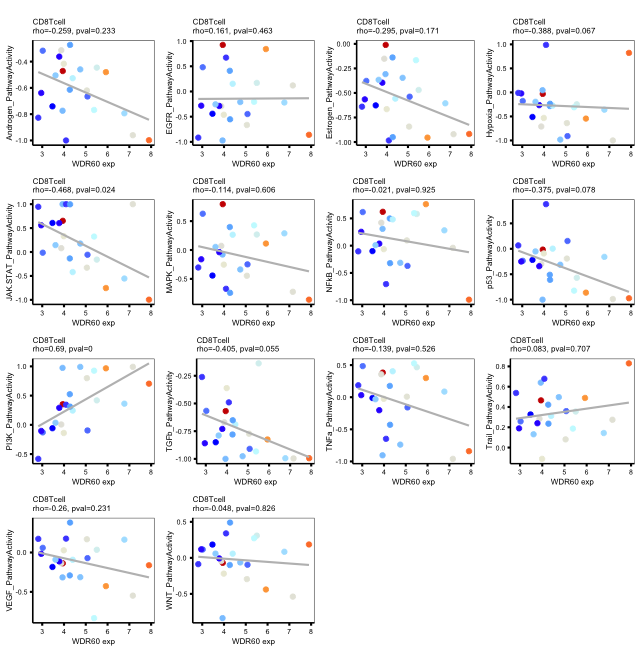 CD8Tcell
rho=-0.259, pval=0.233
CD8Tcell
rho=0.161, pval=0.463
CD8Tcell
rho=-0.295, pval=0.171
CD8Tcell
rho=-0.388, pval=0.067
Androgen_PathwayActivity
-0.4
-0.6
-0.8
-1.0
3 4 5 6 7 8
WDR60 exp
EGFR_PathwayActivity
1.0
0.5
0.0
-0.5
-1.0
3 4 5 6 7 8
WDR60 exp
Estrogen_PathwayActivity
0.00
-0.25
-0.50
-0.75
-1.00
3 4 5 6 7 8
WDR60 exp
Hypoxia_PathwayActivity
1.0
0.5
0.0
-0.5
-1.0
3 4 5 6 7 8
WDR60 exp
CD8Tcell
rho=-0.468, pval=0.024
CD8Tcell
rho=-0.114, pval=0.606
CD8Tcell
rho=-0.021, pval=0.925
CD8Tcell
rho=-0.375, pval=0.078
JAK-STAT_PathwayActivity
1.0
0.5
0.0
-0.5
-1.0
3 4 5 6 7 8
WDR60 exp
MAPK_PathwayActivity
0.5
0.0
-0.5
3 4 5 6 7 8
WDR60 exp
NFkB_PathwayActivity
0.5
0.0
-0.5
-1.0
3 4 5 6 7 8
WDR60 exp
p53_PathwayActivity
0.5
0.0
-0.5
-1.0
3 4 5 6 7 8
WDR60 exp
CD8Tcell
rho=0.69, pval=0
CD8Tcell
rho=-0.405, pval=0.055
CD8Tcell
rho=-0.139, pval=0.526
CD8Tcell
rho=0.083, pval=0.707
PI3K_PathwayActivity
1.0
0.5
0.0
-0.5
3 4 5 6 7 8
WDR60 exp
TGFb_PathwayActivity
-0.25
-0.50
-0.75
-1.00
3 4 5 6 7 8
WDR60 exp
TNFa_PathwayActivity
0.5
0.0
-0.5
-1.0
3 4 5 6 7 8
WDR60 exp
Trail_PathwayActivity
0.8
0.6
0.4
0.2
0.0
3 4 5 6 7 8
WDR60 exp
CD8Tcell
rho=-0.26, pval=0.231
CD8Tcell
rho=-0.048, pval=0.826
VEGF_PathwayActivity
0.0
-0.5
3 4 5 6 7 8
WDR60 exp
WNT_PathwayActivity
0.5
0.0
-0.5
3 4 5 6 7 8
WDR60 exp